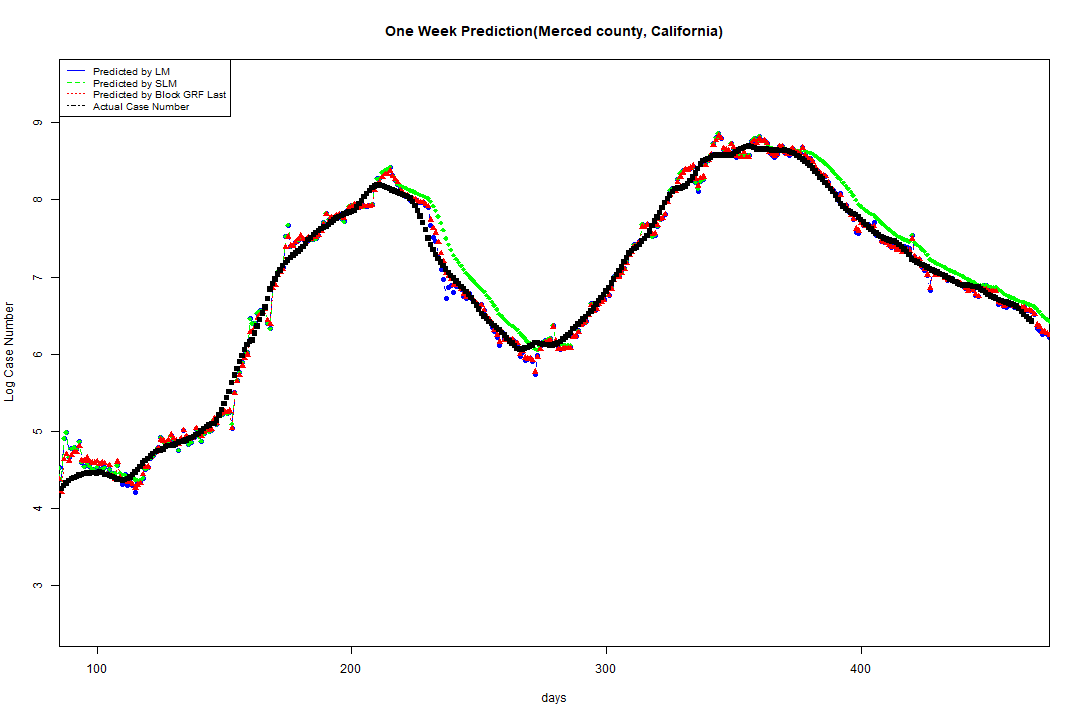 One Week Prediction(Merced county, California)
Predicted by LM
Predicted by SLM
Predicted by Block GRF Last
Actual Case Number
9
8
7
6
5
4
3
Log Case Number
100 200 300 400
days